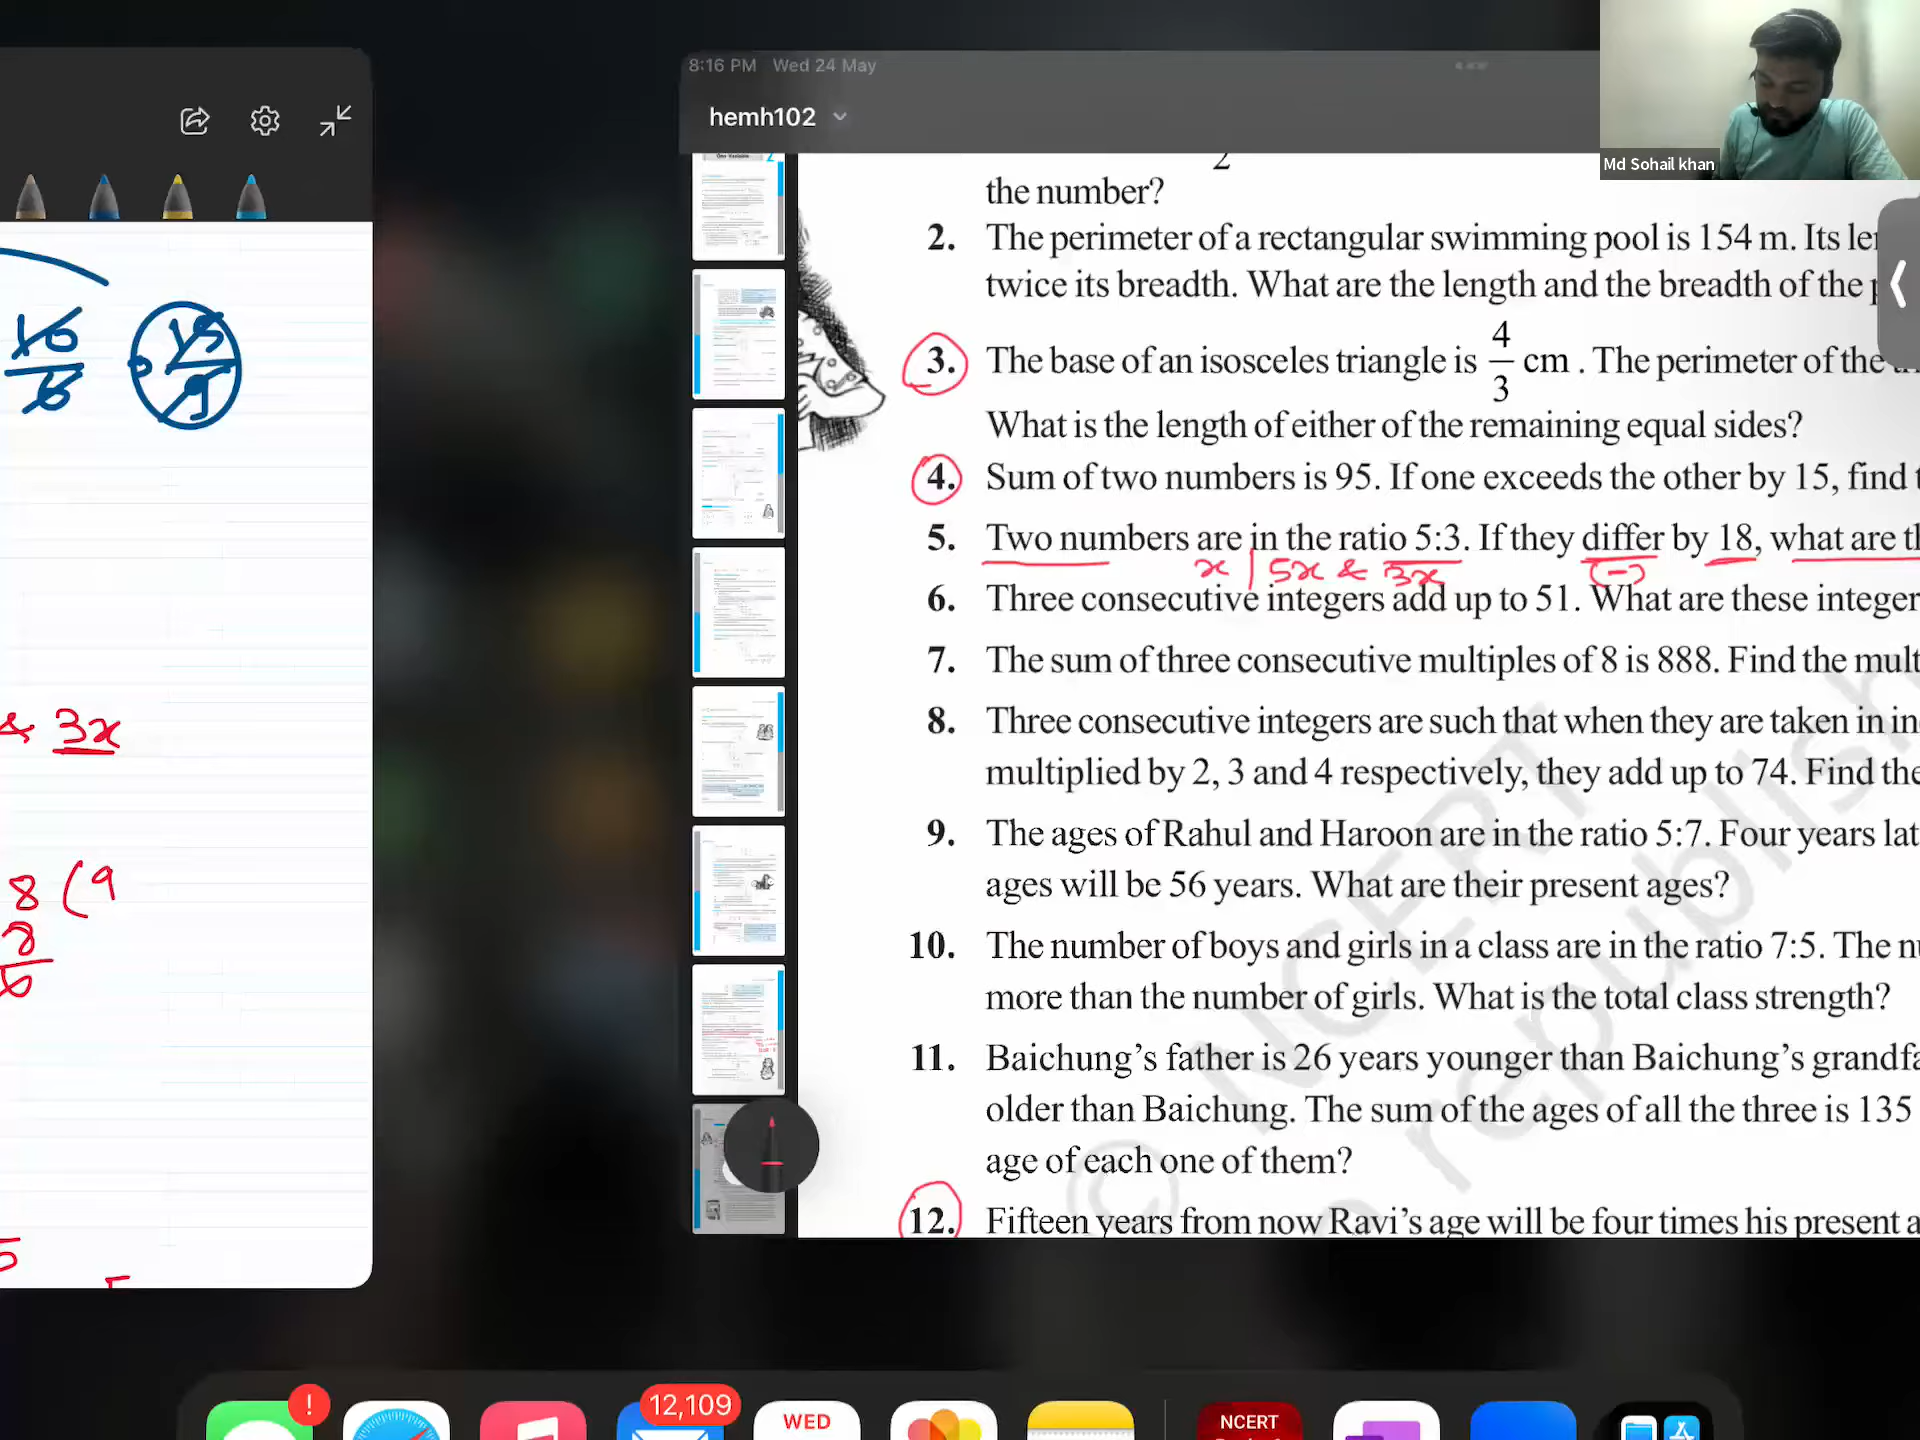 8:16 PM Wed 24 May
hemh102
Md Sohail khan
2
the number?
2. The perimeter of a rectangular swimming pool is 154 m. Its
twice its breadth. What are the length and the breadth of the
3. The base of an isosceles triangle is 4/3 cm. The perimeter of the
What is the length of either of the remaining equal sides?
4. Sum of two numbers is 95. If one exceeds the other by 15, find
5. Two numbers are in the ratio 5:3. If they differ by 18, what are
x | 5x & 3x (-)
6. Three consecutive integers add up to 51. What are these integer
7. The sum of three consecutive multiples of 8 is 888. Find the mult
8. Three consecutive integers are such that when they are taken in
multiplied by 2, 3 and 4 respectively, they add up to 74. Find the
9. The ages of Rahul and Haroon are in the ratio 5:7. Four years lat
ages will be 56 years. What are their present ages?
10. The number of boys and girls in a class are in the ratio 7:5. The
more than the number of girls. What is the total class strength?
11. Baichung's father is 26 years younger than Baichung's grandfa
older than Baichung. The sum of the ages of all the three is 135
age of each one of them?
12. Fifteen years from now Ravi's age will be four times his present a
© NCERT
republish
& 3x
8 (9
8
0
5
12,109
WED
NCERT